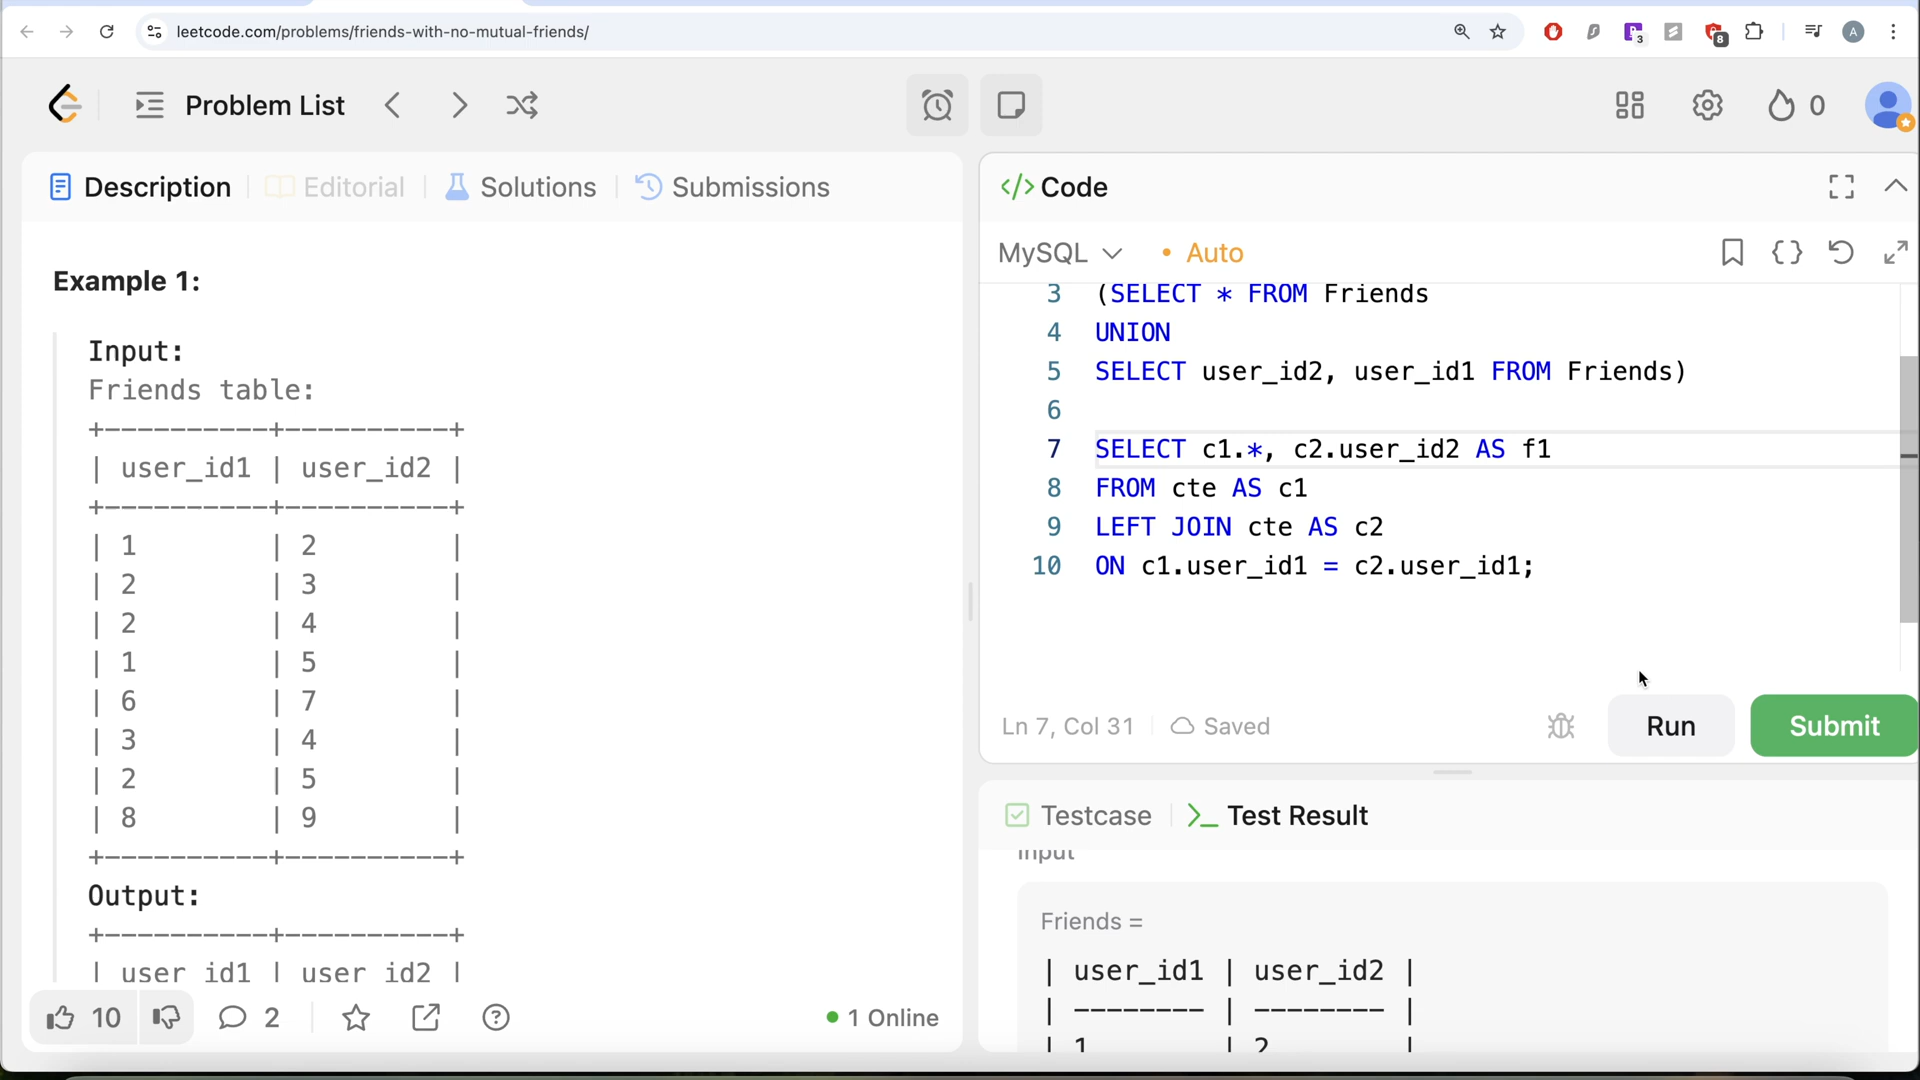 leetcode.com/problems/friends-with-no-mutual-friends/
3
8
A
Problem List
0
Description
Editorial
Solutions
Submissions
Example 1:
Input:
Friends table:
+----------+----------+
| user_id1 | user_id2 |
+----------+----------+
| 1 | 2 |
| 2 | 3 |
| 2 | 4 |
| 1 | 5 |
| 6 | 7 |
| 3 | 4 |
| 2 | 5 |
| 8 | 9 |
+----------+----------+
Output:
+----------+----------+
| user_id1 | user_id2 |
10
2
1 Online
</> Code
MySQL
• Auto
3 (SELECT * FROM Friends
4 UNION
5 SELECT user_id2, user_id1 FROM Friends)
6
7 SELECT c1.*, c2.user_id2 AS f1
8 FROM cte AS c1
9 LEFT JOIN cte AS c2
10 ON c1.user_id1 = c2.user_id1;
Ln 7, Col 31
Saved
Run
Submit
Testcase
>_ Test Result
Input
Friends =
| user_id1 | user_id2 |
| -------- | -------- |
| 1 | 2 |